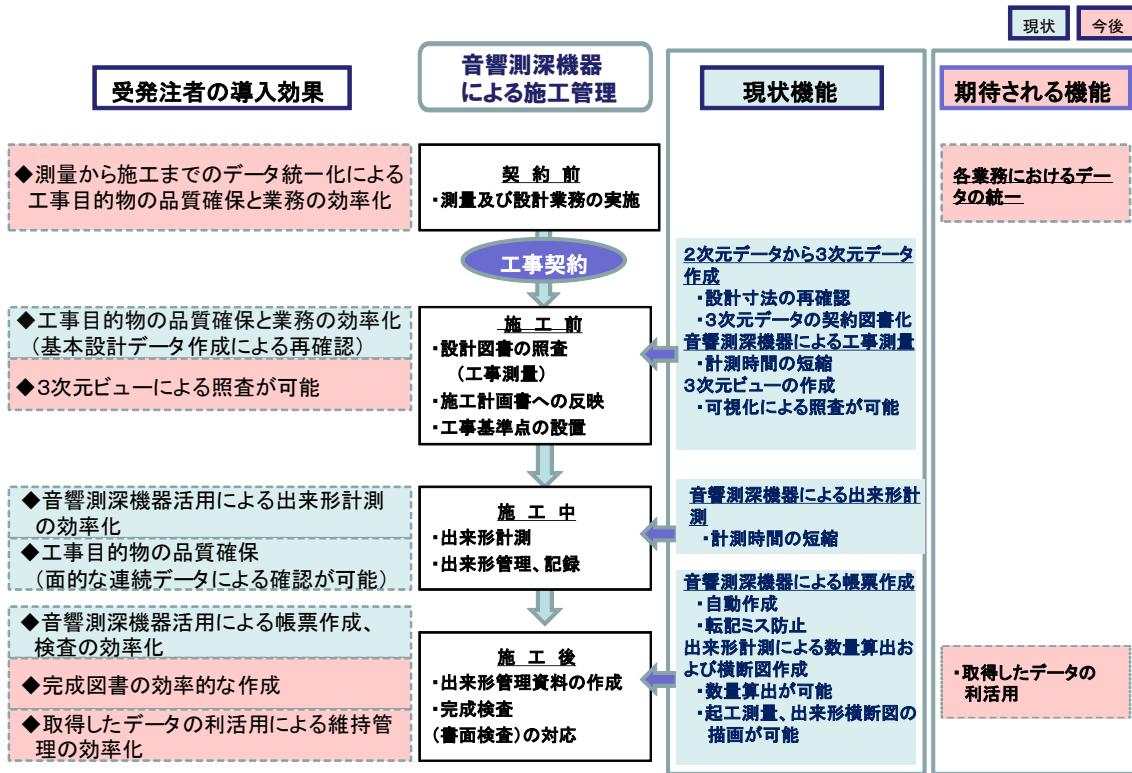 現状
今後
受発注者の導入効果
音響測深機器
による施工管理
現状機能
期待される機能
◆測量から施工までのデータ統一化による
工事目的物の品質確保と業務の効率化
契 約 前
・測量及び設計業務の実施
各業務におけるデー
タの統一
工事契約
◆工事目的物の品質確保と業務の効率化
(基本設計データ作成による再確認)
◆3次元ビューによる照査が可能
施 工 前
・設計図書の照査
(工事測量)
・施工計画書への反映
・工事基準点の設置
2次元データから3次元データ
作成
・設計寸法の再確認
・3次元データの契約図書化
音響測深機器による工事測量
・計測時間の短縮
3次元ビューの作成
・可視化による照査が可能
◆音響測深機器活用による出来形計測
の効率化
◆工事目的物の品質確保
(面的な連続データによる確認が可能)
施 工 中
・出来形計測
・出来形管理、記録
音響測深機器による出来形計
測
・計測時間の短縮
◆音響測深機器活用による帳票作成、
検査の効率化
◆完成図書の効率的な作成
◆取得したデータの利活用による維持管
理の効率化
施 工 後
・出来形管理資料の作成
・完成検査
(書面検査)の対応
音響測深機器による帳票作成
・自動作成
・転記ミス防止
出来形計測による数量算出お
よび横断図作成
・数量算出が可能
・起工測量、出来形横断図の
描画が可能
・取得したデータの
利活用